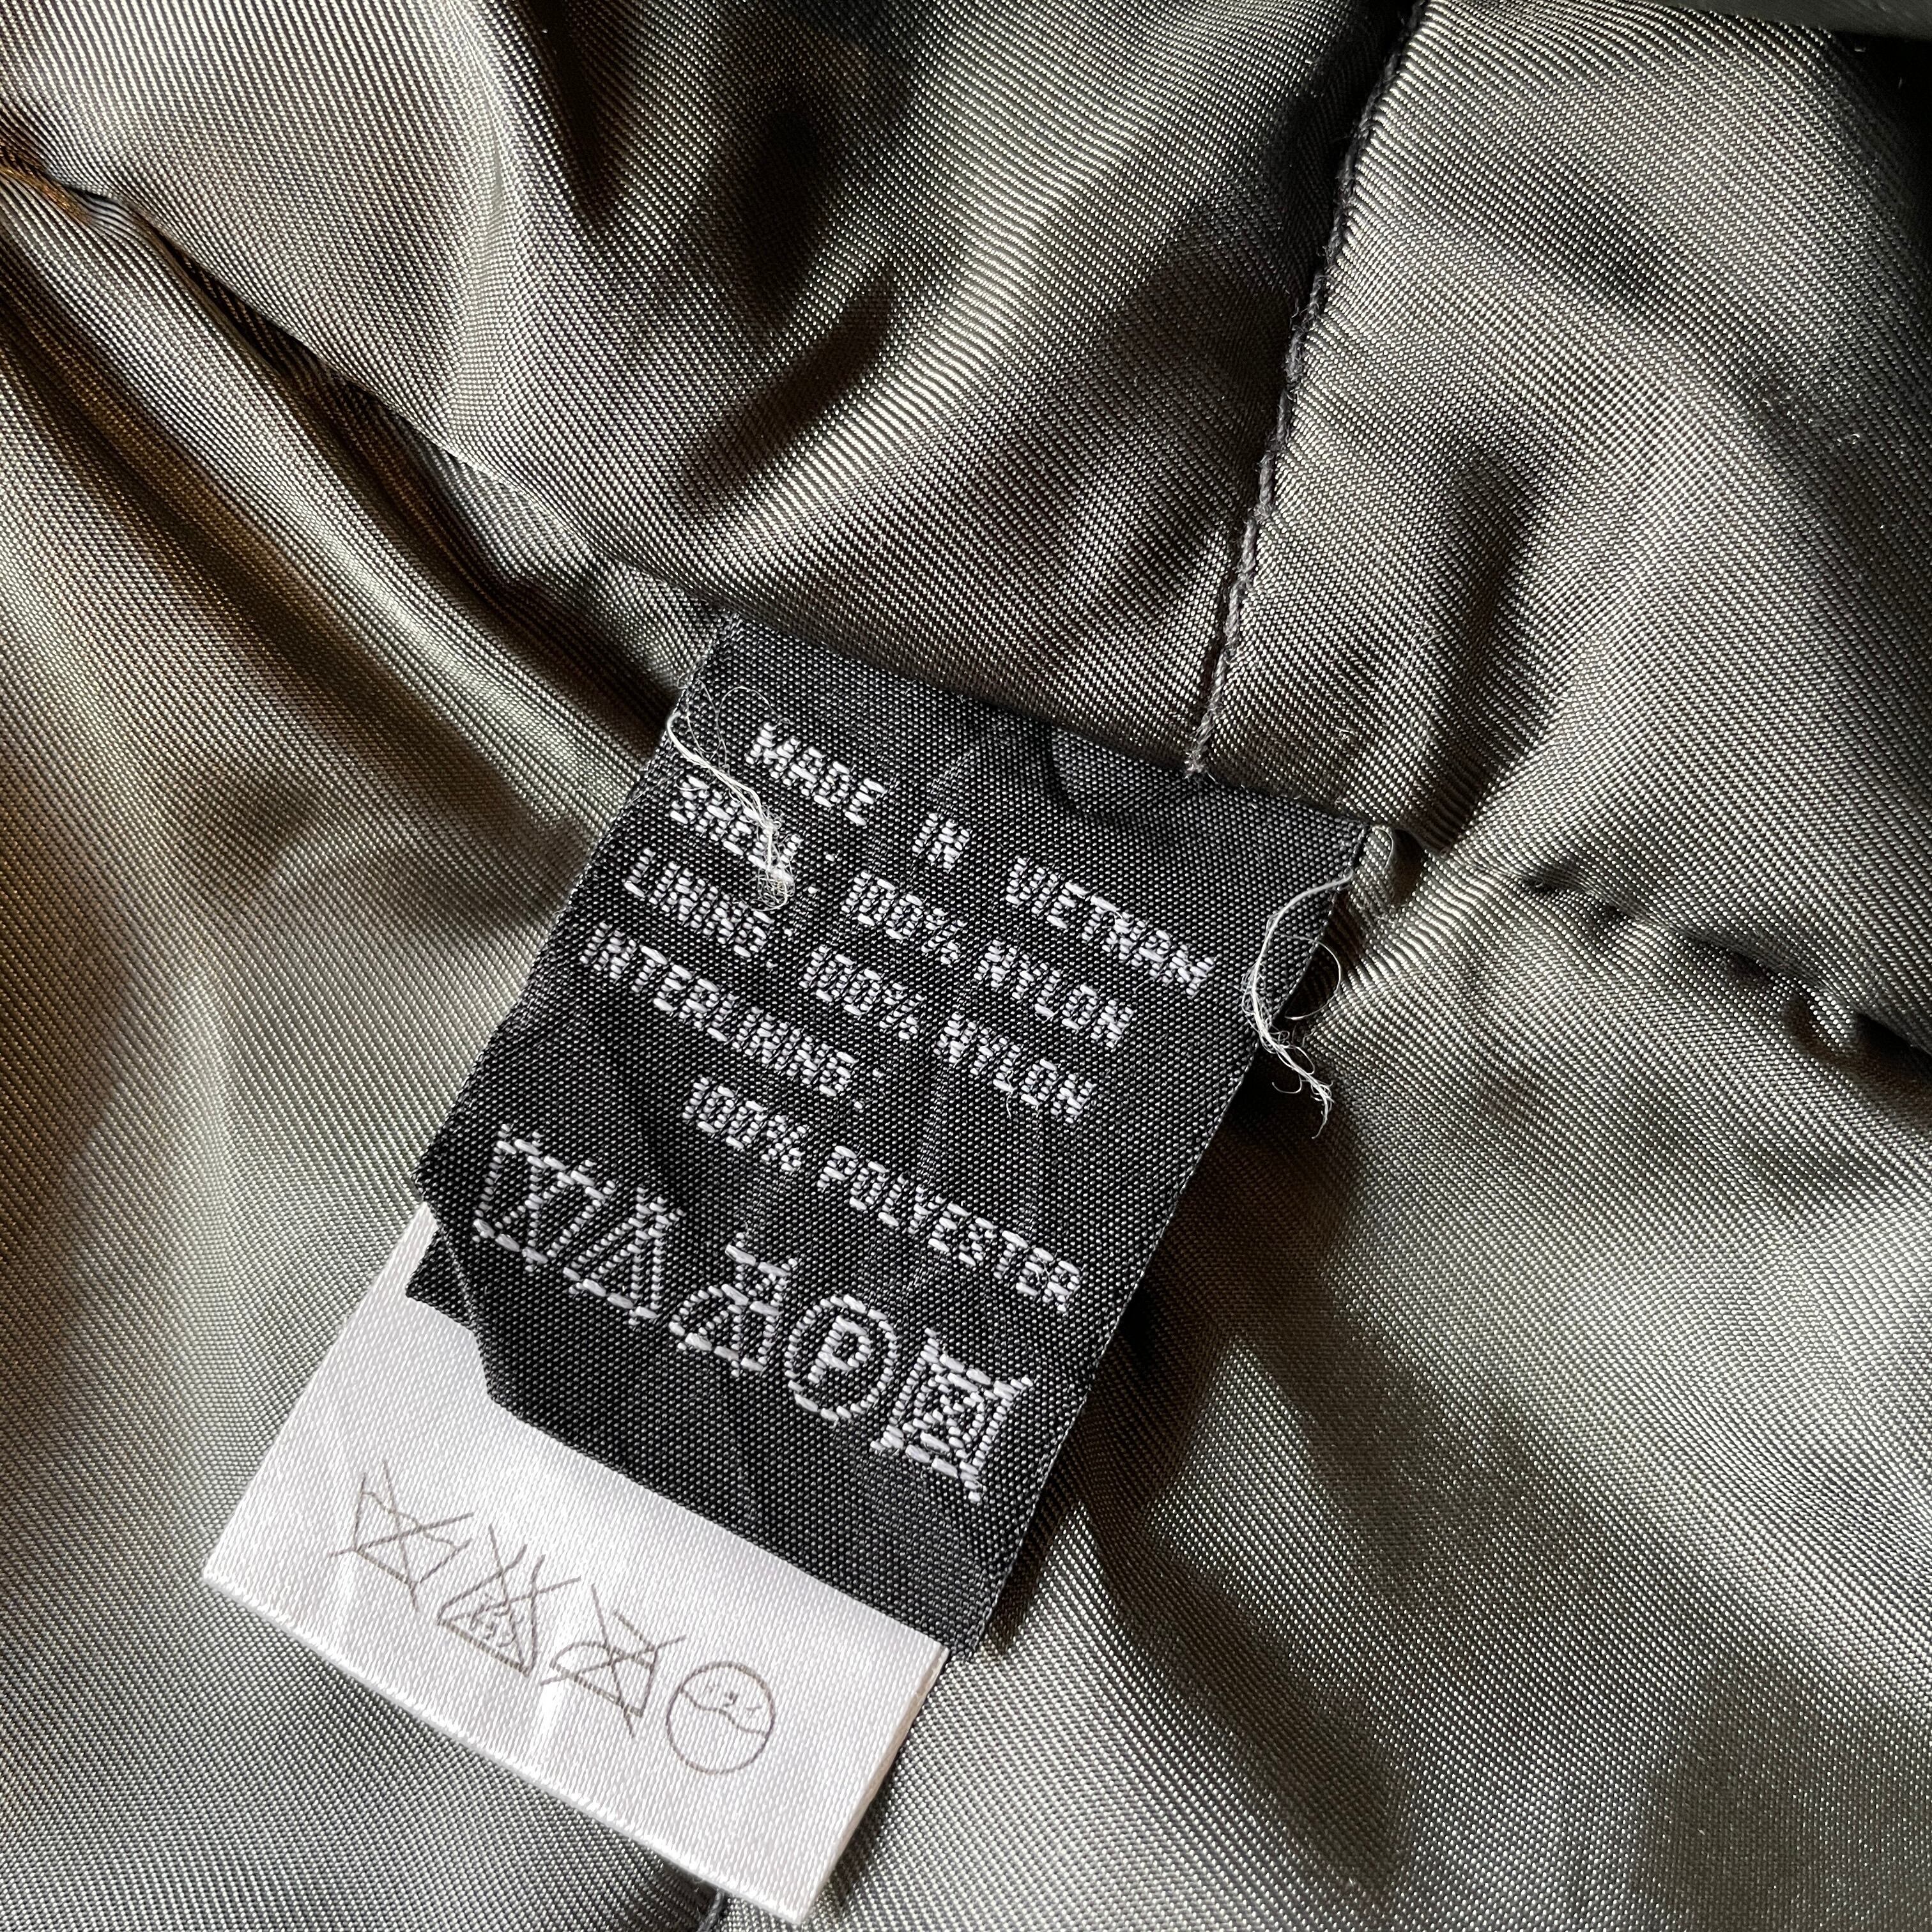 MADE IN VIETNAM
SHELL: 100% NYLON
LINING: 100% NYLON
INTERLINING:
100% POLYESTER
P